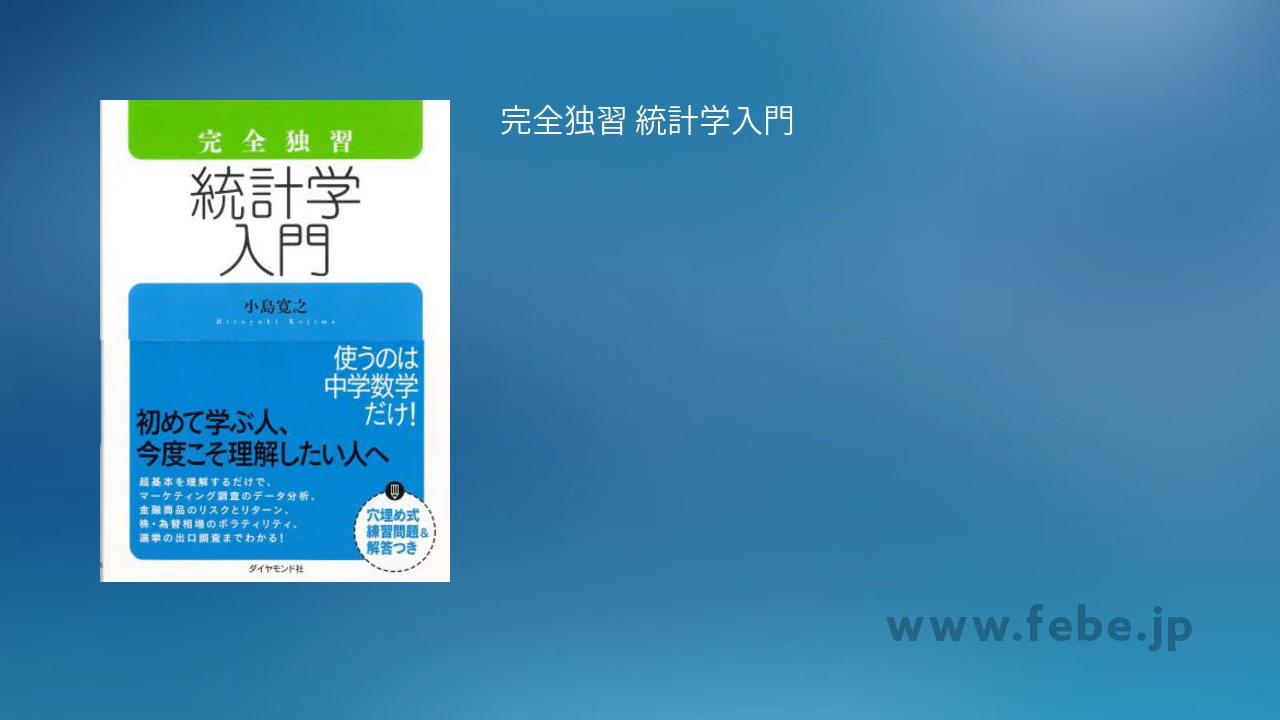 完全独習
統計学
入門
小島寛之
Hiroyuki Kojima
使うのは
中学数学
だけ!
初めて学ぶ人、
今度こそ理解したい人へ
超基本を理解するだけで、
マーケティング調査のデータ分析、
金融商品のリスクとリターン、
株・為替相場のボラティリティ、
選挙の出口調査までわかる!
穴埋め式
練習問題&
解答つき
ダイヤモンド社
完全独習 統計学入門
www.febe.jp